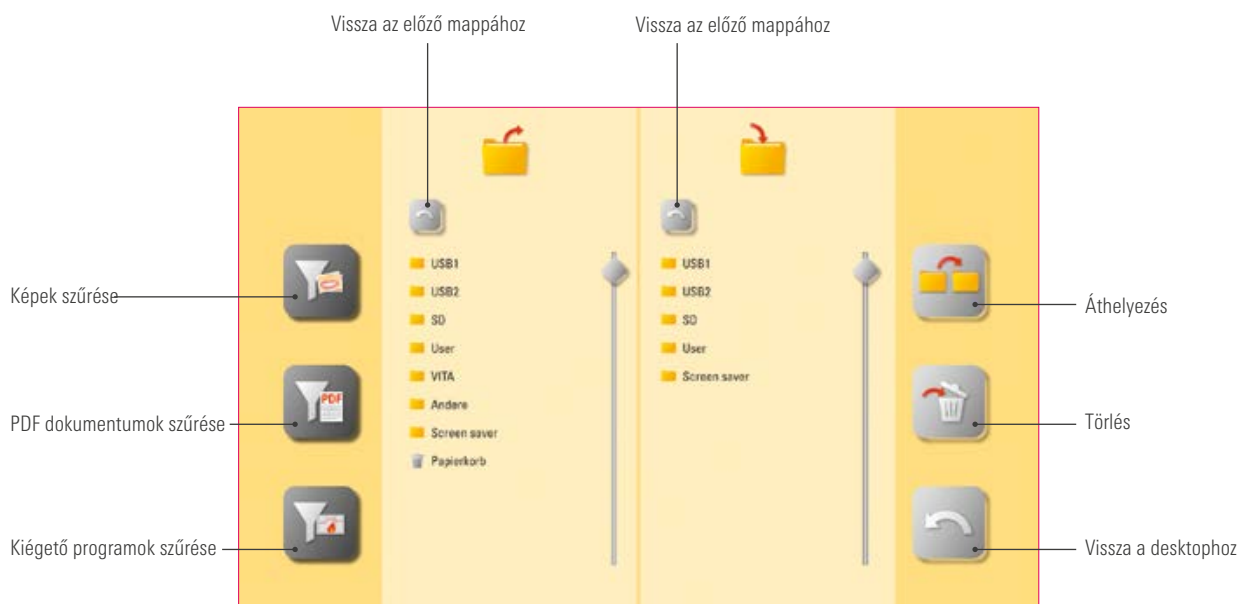 Vissza az előző mappához
Vissza az előző mappához
Képek szűrése
PDF dokumentumok szűrése
Kiégető programok szűrése
PDF
USB1
USB2
SD
User
VITA
Andere
Screen saver
Papierkorb
USB1
USB2
SD
User
Screen saver
Áthelyezés
Törlés
Vissza a desktophoz